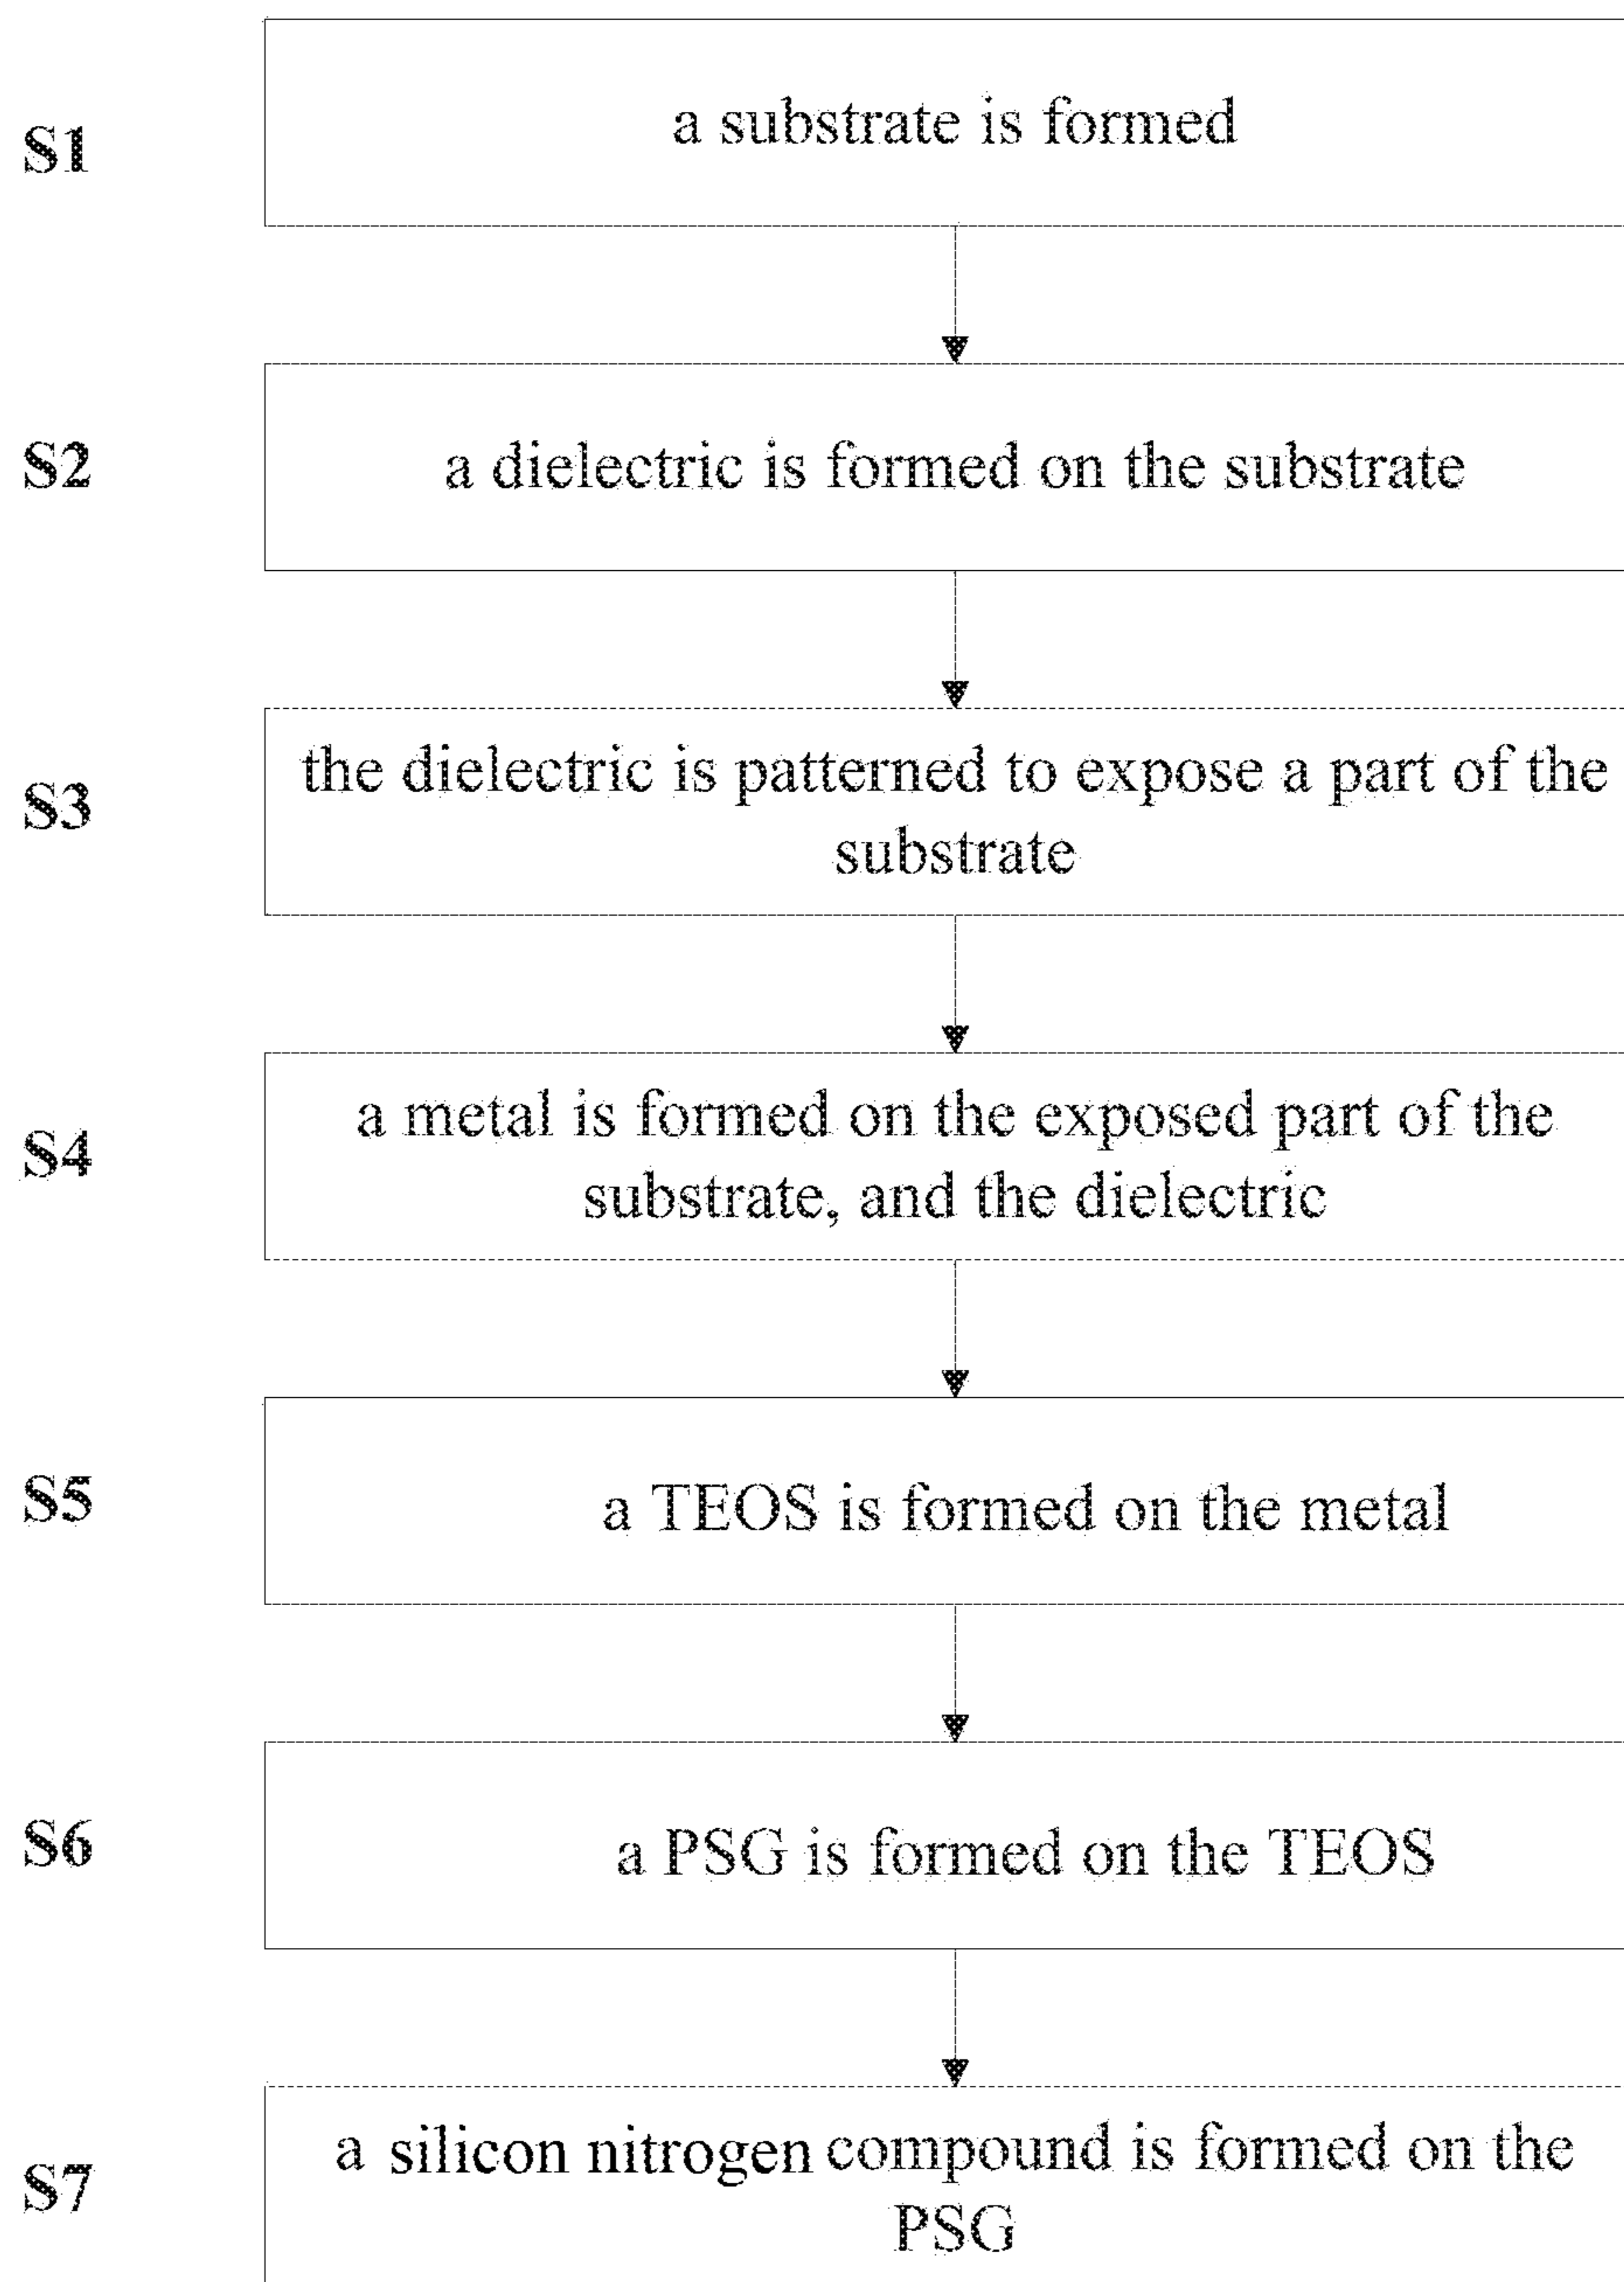 S1
a substrate is formed
S2
a dielectric is formed on the substrate
S3
the dielectric is patterned to expose a part of the
substrate
S4
a metal is formed on the exposed part of the
substrate, and the dielectric
S5
a TEOS is formed on the metal
S6
a PSG is formed on the TEOS
S7
a silicon nitrogen compound is formed on the
PSG